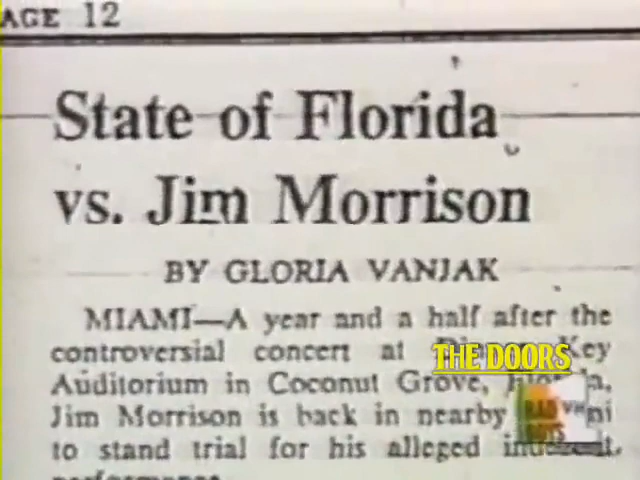 AGE 12
State of Florida
vs. Jim Morrison
BY GLORIA VANJAK
MIAMI—A year and a half after the
controversial concert at Key
THE DOORS
Auditorium in Coconut Grove,
Jim Morrison is back in nearby
to stand trial for his alleged